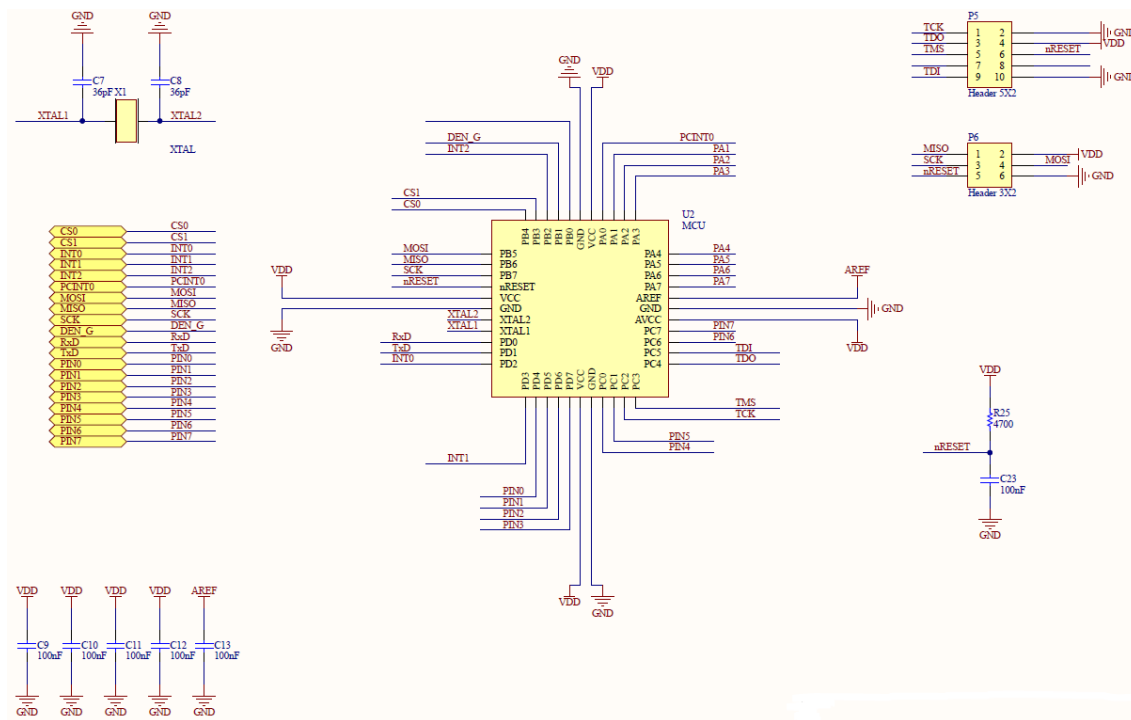 GND
GND
C7
36pF
X1
C8
36pF
XTAL1
XTAL2
XTAL
P5
TCK
1
2
GND
TDO
3
4
VDD
TMS
5
6
nRESET
7
8
TDI
9
10
GND
Header 5X2
P6
MISO
1
2
VDD
SCK
3
4
MOSI
nRESET
5
6
GND
Header 3X2
GND
VDD
DEN_G
INT2
PCINT0
PA1
PA2
PA3
CS1
CS0
U2
MCU
PB4
PB3
PB2
PB1
PB0
GND
VCC
PA0
PA1
PA2
PA3
MOSI
PB5
PA4
PA4
MISO
PB6
PA5
PA5
SCK
PB7
PA6
PA6
nRESET
nRESET
PA7
PA7
VDD
VCC
AREF
AREF
GND
GND
GND
GND
XTAL2
XTAL2
AVCC
VDD
XTAL1
XTAL1
PC7
PIN7
RxD
PD0
PC6
PIN6
TxD
PD1
PC5
TDI
INT0
PD2
PC4
TDO
PD3
PD4
PD5
PD6
PD7
VCC
GND
PC0
PC1
PC2
PC3
TMS
TCK
PIN5
PIN4
INT1
PIN0
PIN1
PIN2
PIN3
VDD
GND
CS0
CS0
CS1
CS1
INT0
INT0
INT1
INT1
INT2
INT2
PCINT0
PCINT0
MOSI
MOSI
MISO
MISO
SCK
SCK
DEN_G
DEN_G
RxD
RxD
TxD
TxD
PIN0
PIN0
PIN1
PIN1
PIN2
PIN2
PIN3
PIN3
PIN4
PIN4
PIN5
PIN5
PIN6
PIN6
PIN7
PIN7
VDD
R25
4700
nRESET
C23
100nF
GND
VDD
VDD
VDD
VDD
AREF
C9
100nF
C10
100nF
C11
100nF
C12
100nF
C13
100nF
GND
GND
GND
GND
GND